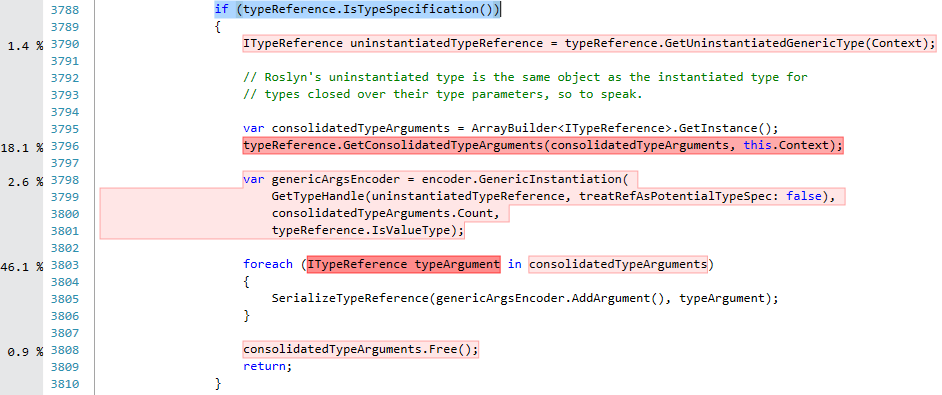 3788 if (typeReference.IsTypeSpecification())
3789 {
1.4 % 3790 ITypeReference uninstantiatedTypeReference = typeReference.GetUninstantiatedGenericType(Context);
3791
3792 // Roslyn's uninstantiated type is the same object as the instantiated type for
3793 // types closed over their type parameters, so to speak.
3794
3795 var consolidatedTypeArguments = ArrayBuilder<ITypeReference>.GetInstance();
18.1 % 3796 typeReference.GetConsolidatedTypeArguments(consolidatedTypeArguments, this.Context);
3797
2.6 % 3798 var genericArgsEncoder = encoder.GenericInstantiation(
3799 GetTypeHandle(uninstantiatedTypeReference, treatRefAsPotentialTypeSpec: false),
3800 consolidatedTypeArguments.Count,
3801 typeReference.IsValueType);
3802
46.1 % 3803 foreach (ITypeReference typeArgument in consolidatedTypeArguments)
3804 {
3805 SerializeTypeReference(genericArgsEncoder.AddArgument(), typeArgument);
3806 }
3807
0.9 % 3808 consolidatedTypeArguments.Free();
3809 return;
3810 }